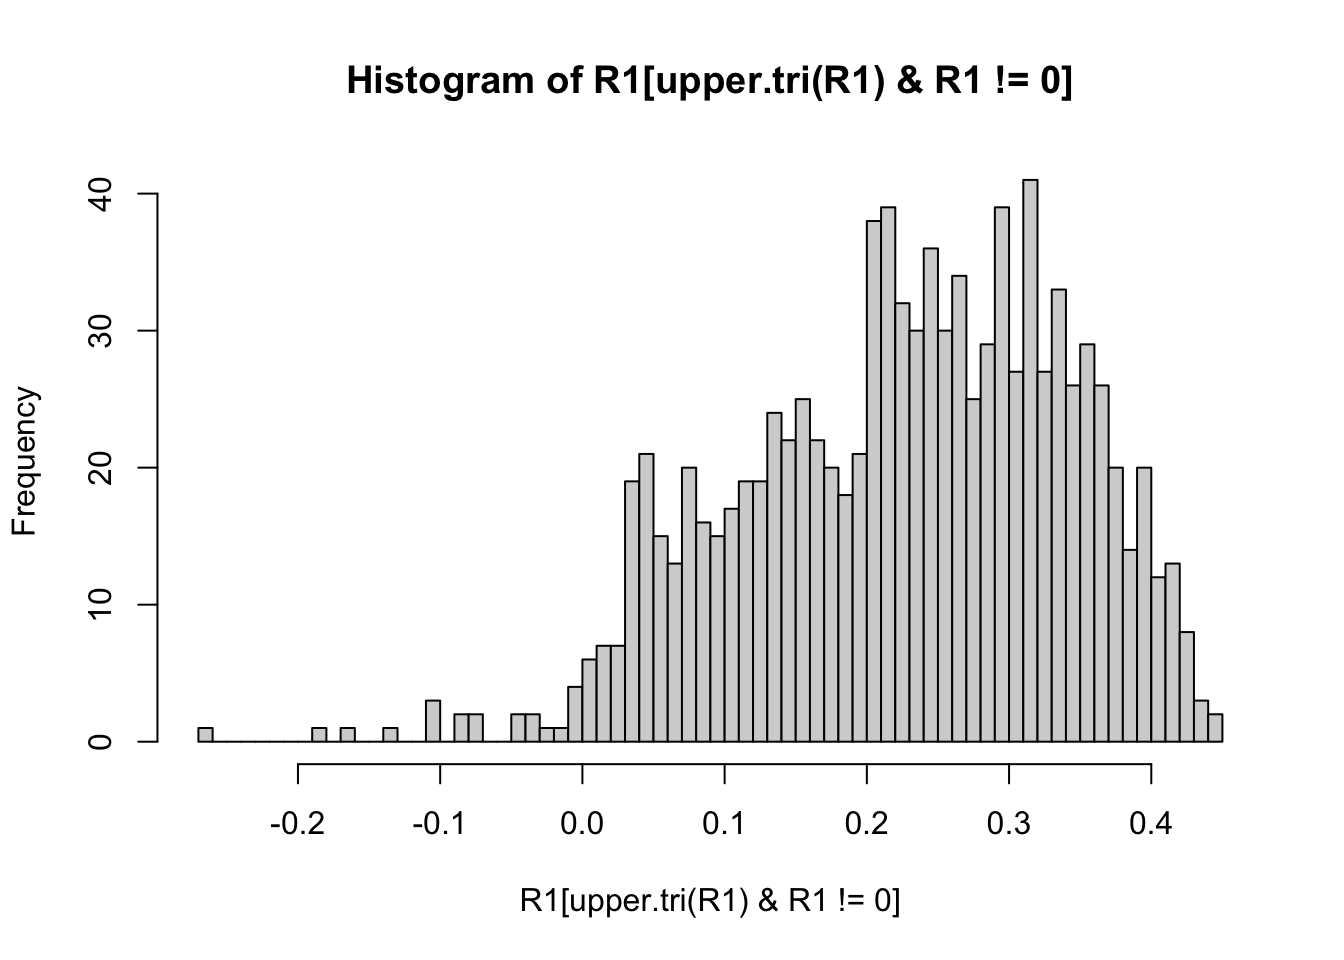 Histogram of R1[upper.tri(R1) & R1 != 0]
Frequency
40
30
20
10
0
-0.2 -0.1 0.0 0.1 0.2 0.3 0.4
R1[upper.tri(R1) & R1 != 0]